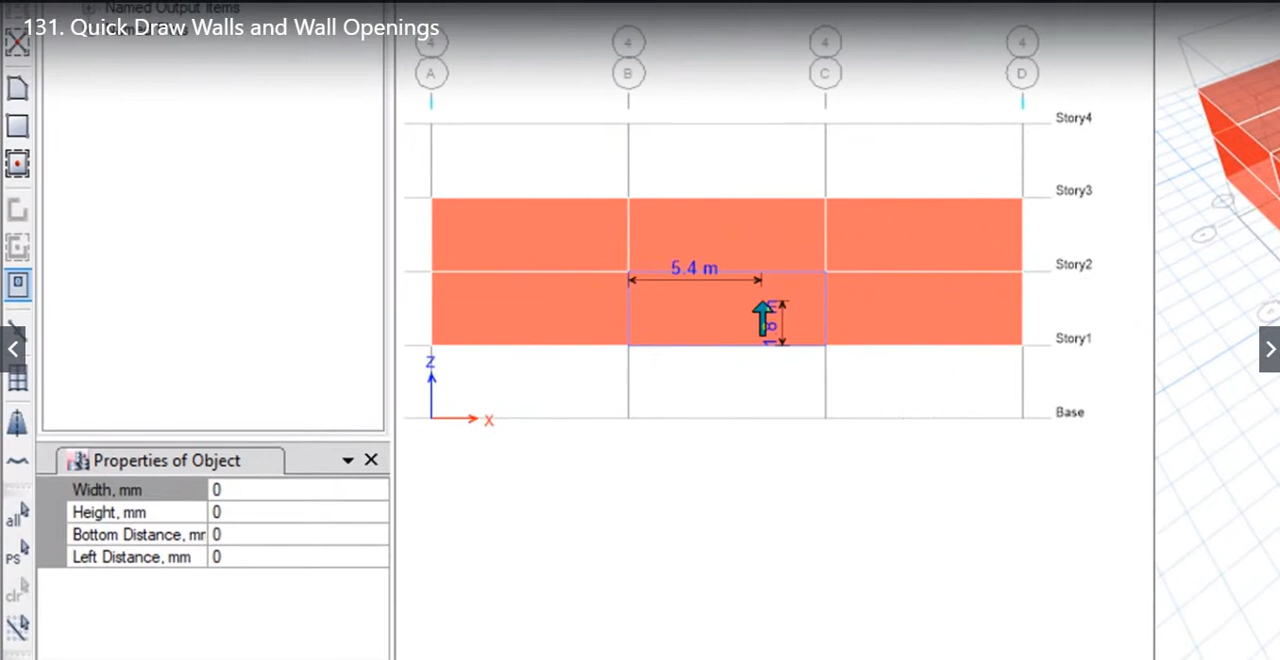 Named Output Items
131. Quick Draw Walls and Wall Openings
4 4 4 4
A B C D
Story4
Story3
Story2
5.4 m
1.8 m
Story1
Z
X
Base
Properties of Object
Width, mm 0
Height, mm 0
Bottom Distance, mr 0
Left Distance, mm 0
all
PS
clr